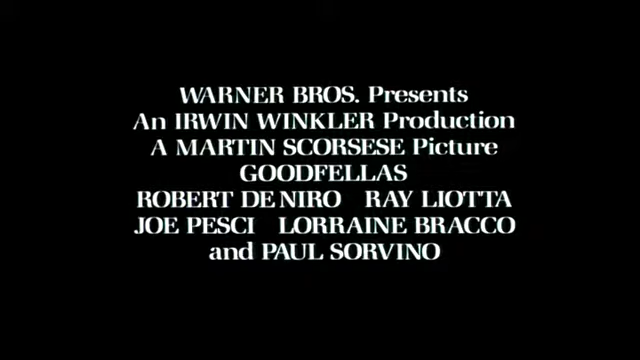 WARNER BROS. Presents
An IRWIN WINKLER Production
A MARTIN SCORSESE Picture
GOODFELLAS
ROBERT DE NIRO RAY LIOTTA
JOE PESCI LORRAINE BRACCO
and PAUL SORVINO